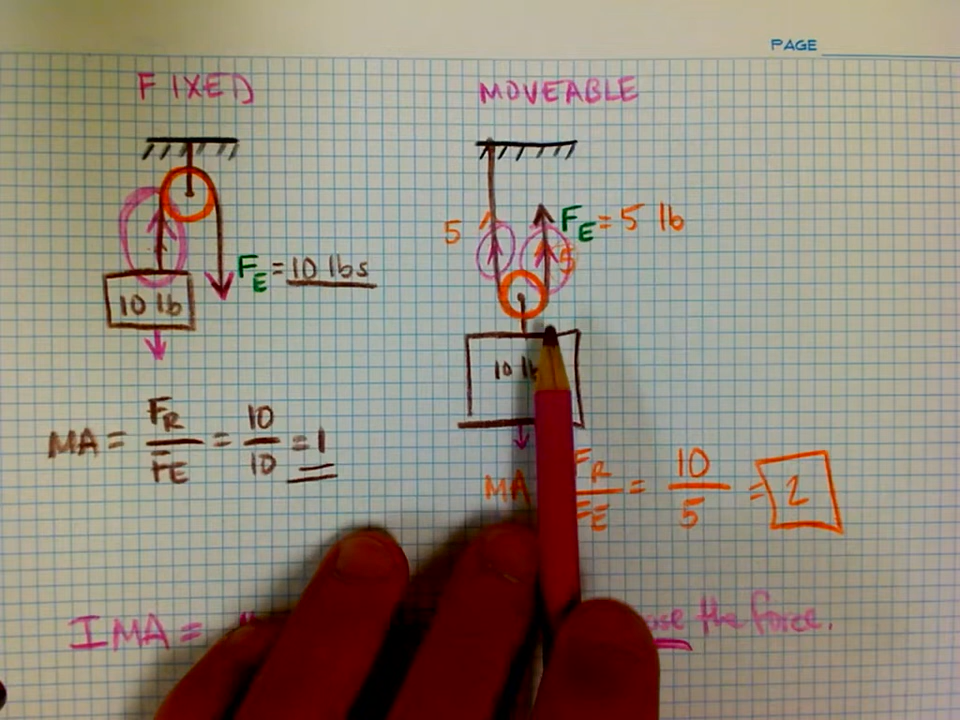 PAGE
FIXED
MOVEABLE
5
FE = 5 lb
5
FE = 10 lbs
10 lb
10 lb
MA = FR / FE = 10 / 10 = 1
MA FR / FE = 10 / 5 = 2
IMA = the force.